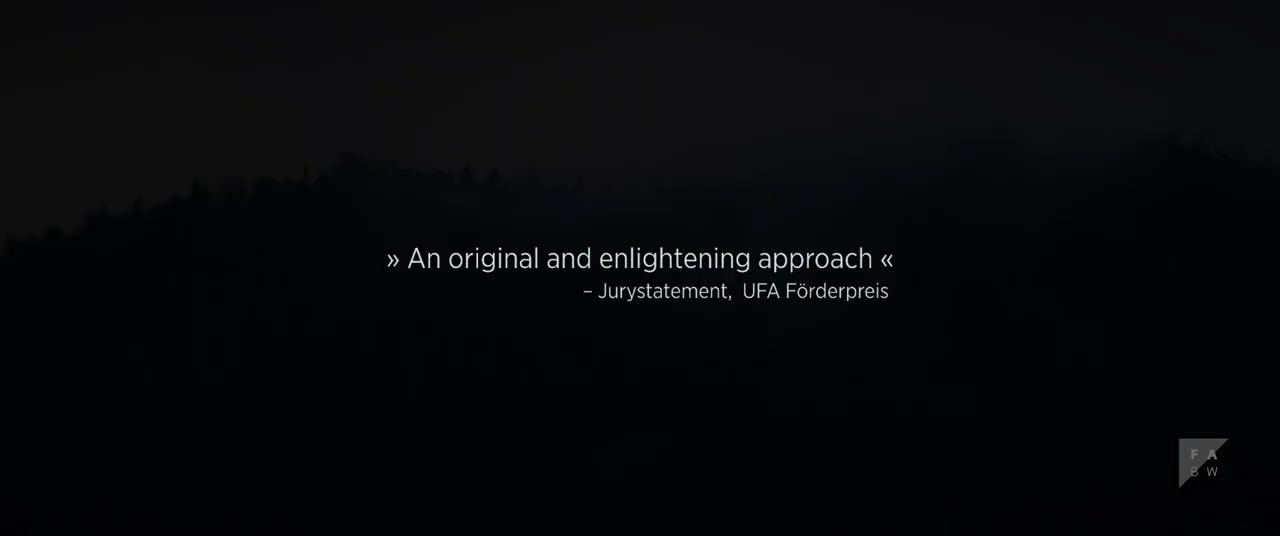 » An original and enlightening approach «
– Jurystatement, UFA Förderpreis
F A
B W